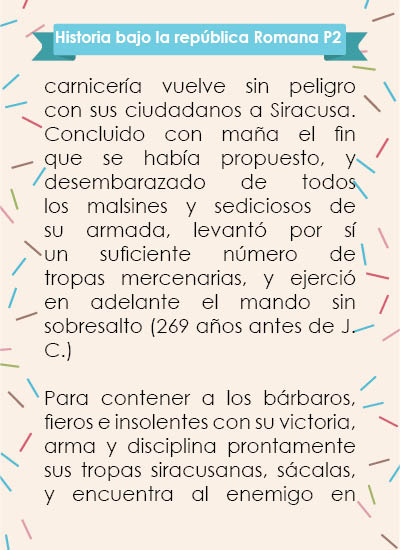 Historia bajo la república Romana P2
carnicería vuelve sin peligro
con sus ciudadanos a Siracusa.
Concluido con maña el fin
que se había propuesto, y
desembarazado de todos
los malsines y sediciosos de
su armada, levantó por sí
un suficiente número de
tropas mercenarias, y ejerció
en adelante el mando sin
sobresalto (269 años antes de J.
C.)
Para contener a los bárbaros,
fieros e insolentes con su victoria,
arma y disciplina prontamente
sus tropas siracusanas, sácalas,
y encuentra al enemigo en